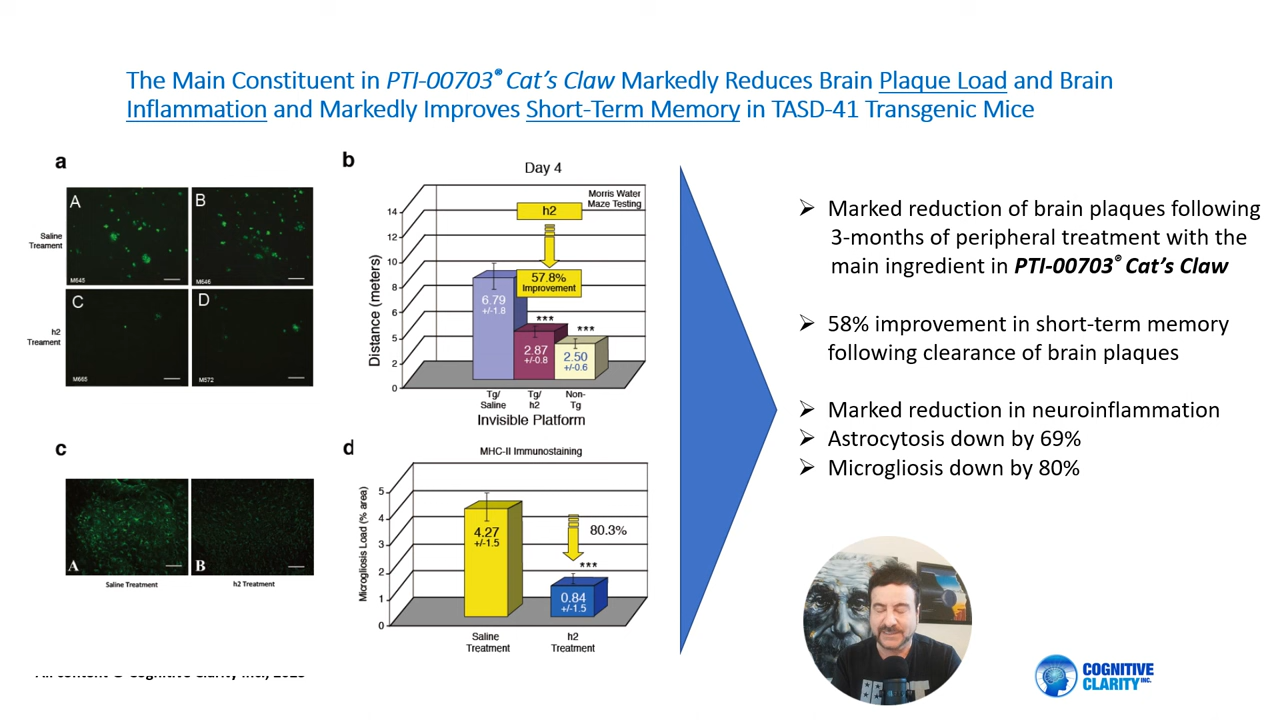 The Main Constituent in PTI-00703® Cat's Claw Markedly Reduces Brain Plaque Load and Brain
Inflammation and Markedly Improves Short-Term Memory in TASD-41 Transgenic Mice
a
A
B
Saline
Treament
M645
M646
C
D
h2
Treament
M665
M572
b
Day 4
Morris Water
Maze Testing
14
12
10
8
6
5
2
0
Distance (meters)
h2
57.8%
Improvement
6.79
+/-1.8
***
2.87
+/-0.8
***
2.50
+/-0.6
Tg/
Saline
Tg/
h2
Non-
Tg
Invisible Platform
c
A
B
Saline Treatment
h2 Treatment
d
MHC-II Immunostaining
5
4
3
2
1
0
Microgliosis Load (% area)
4.27
+/-1.5
80.3%
***
0.84
+/-1.5
Saline
Treatment
h2
Treatment
➢ Marked reduction of brain plaques following
3-months of peripheral treatment with the
main ingredient in PTI-00703® Cat's Claw
➢ 58% improvement in short-term memory
following clearance of brain plaques
➢ Marked reduction in neuroinflammation
➢ Astrocytosis down by 69%
➢ Microgliosis down by 80%
COGNITIVE
CLARITY INC.